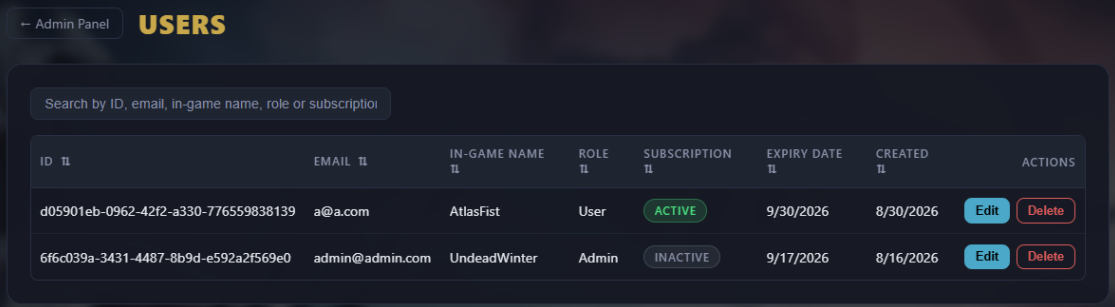 ← Admin Panel USERS
Search by ID, email, in-game name, role or subscription
ID ⇅ EMAIL ⇅ IN-GAME NAME ⇅ ROLE ⇅ SUBSCRIPTION ⇅ EXPIRY DATE ⇅ CREATED ⇅ ACTIONS
d05901eb-0962-42f2-a330-776559838139 a@a.com AtlasFist User ACTIVE 9/30/2026 8/30/2026 Edit Delete
6f6c039a-3431-4487-8b9d-e592a2f569e0 admin@admin.com UndeadWinter Admin INACTIVE 9/17/2026 8/16/2026 Edit Delete